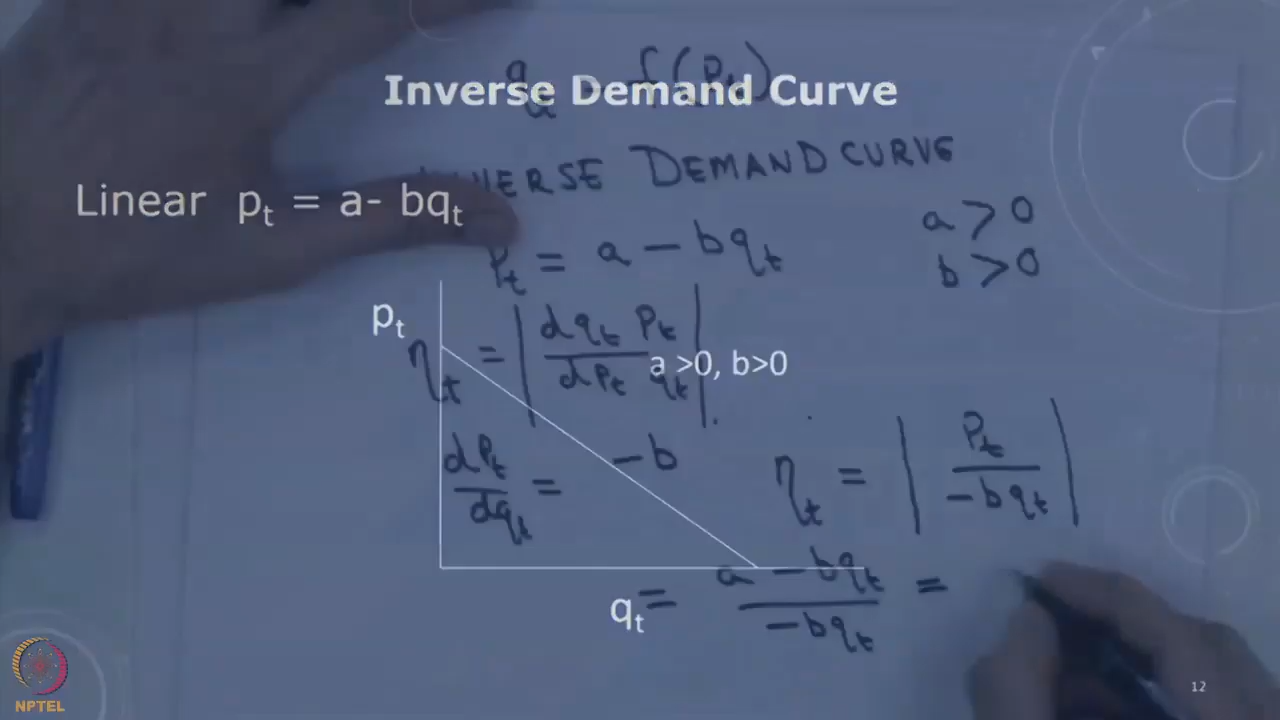 q_t = f(P_t)
Inverse Demand Curve
INVERSE DEMAND CURVE
Linear p_t = a- bq_t
P_t = a - bq_t
a > 0
b > 0
p_t
η_t = | dq_t P_t / dP_t q_t |
a >0, b>0
dP_t / dq_t = -b
η_t = | P_t / -bq_t |
= a - bq_t / -bq_t =
q_t
12
NPTEL